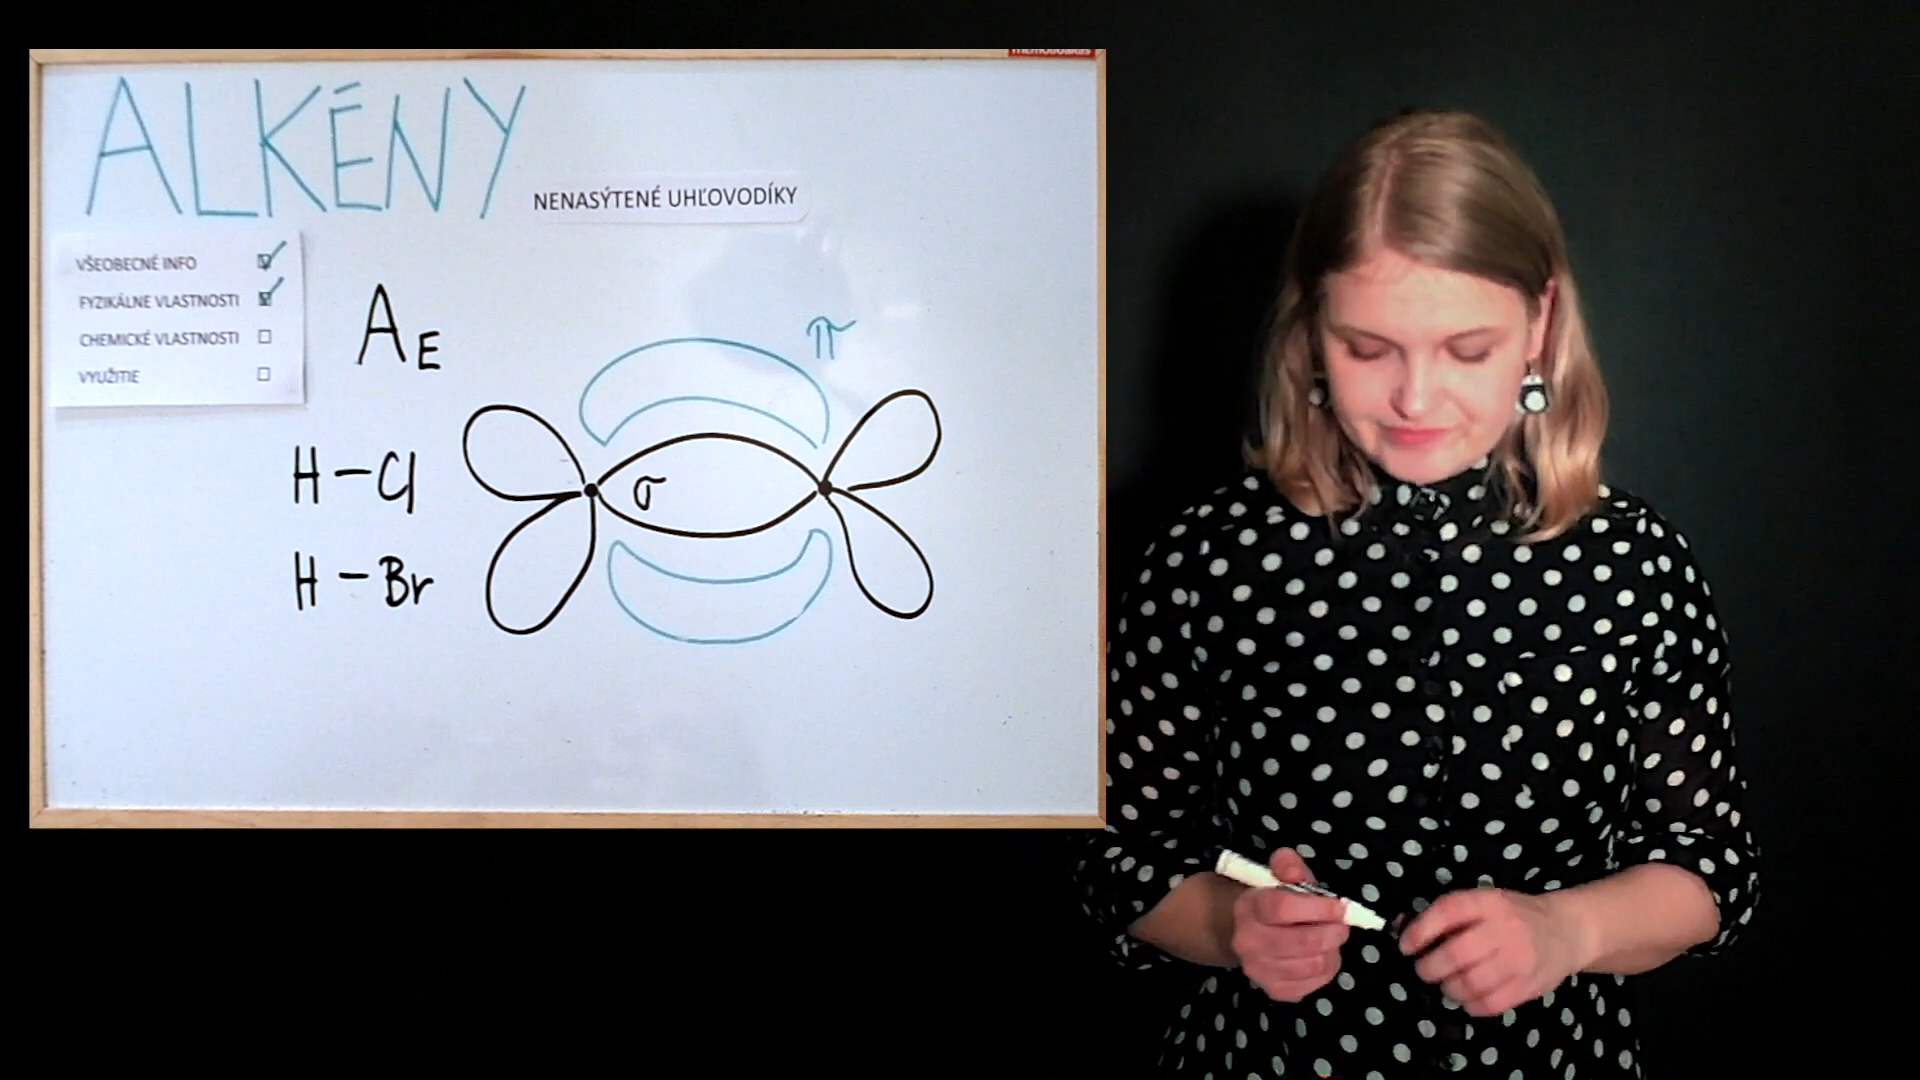 ALKÉNY
NENASÝTENÉ UHĽOVODÍKY
VŠEOBECNÉ INFO
FYZIKÁLNE VLASTNOSTI
CHEMICKÉ VLASTNOSTI
VYUŽITIE
AE
π
H-Cl
σ
H-Br